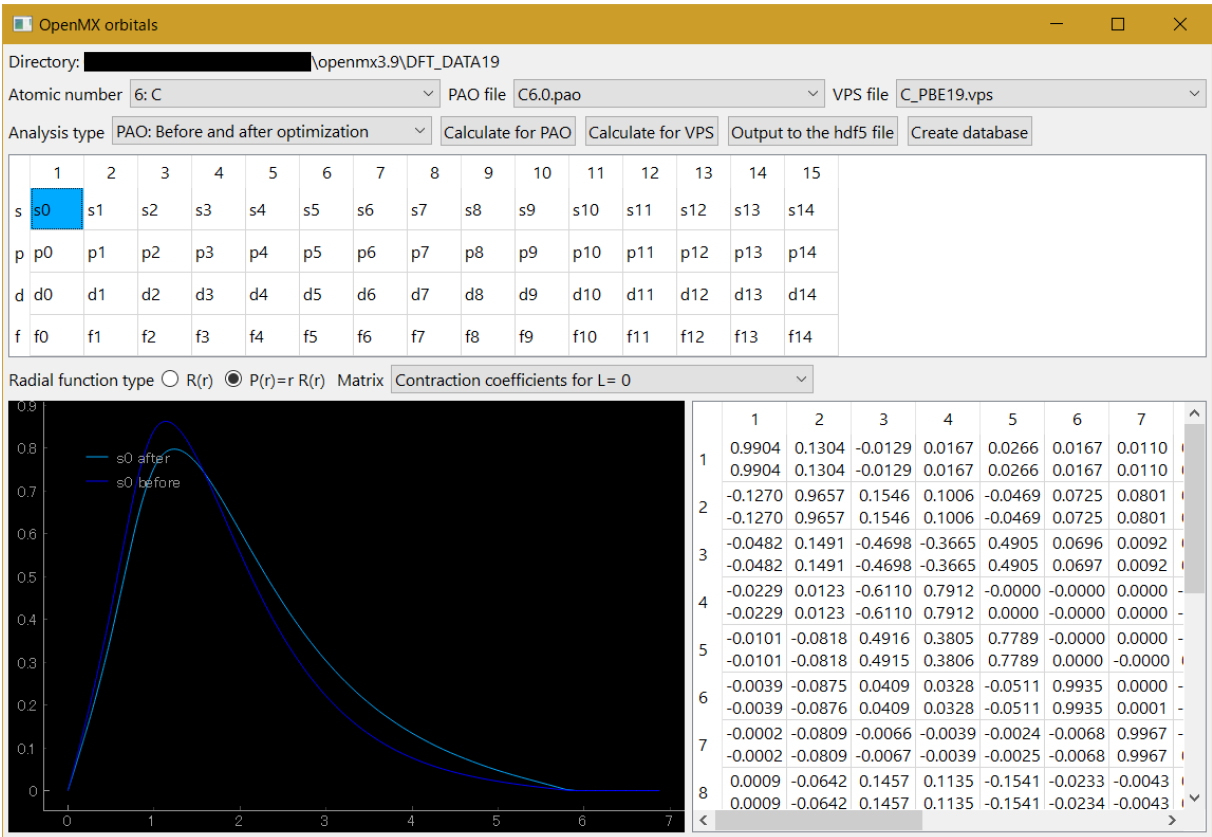 OpenMX orbitals
Directory: \openmx3.9\DFT_DATA19
Atomic number 6: C PAO file C6.0.pao VPS file C_PBE19.vps
Analysis type PAO: Before and after optimization Calculate for PAO Calculate for VPS Output to the hdf5 file Create database
1 2 3 4 5 6 7 8 9 10 11 12 13 14 15
s s0 s1 s2 s3 s4 s5 s6 s7 s8 s9 s10 s11 s12 s13 s14
p p0 p1 p2 p3 p4 p5 p6 p7 p8 p9 p10 p11 p12 p13 p14
d d0 d1 d2 d3 d4 d5 d6 d7 d8 d9 d10 d11 d12 d13 d14
f f0 f1 f2 f3 f4 f5 f6 f7 f8 f9 f10 f11 f12 f13 f14
Radial function type R(r) P(r)=r R(r) Matrix Contraction coefficients for L= 0
0.9
0.8
0.7
0.6
0.5
0.4
0.3
0.2
0.1
0
s0 after
s0 before
0 1 2 3 4 5 6 7
1 2 3 4 5 6 7
1
0.9904 0.1304 -0.0129 0.0167 0.0266 0.0167 0.0110
0.9904 0.1304 -0.0129 0.0167 0.0266 0.0167 0.0110
2
-0.1270 0.9657 0.1546 0.1006 -0.0469 0.0725 0.0801
-0.1270 0.9657 0.1546 0.1006 -0.0469 0.0725 0.0801
3
-0.0482 0.1491 -0.4698 -0.3665 0.4905 0.0696 0.0092
-0.0482 0.1491 -0.4698 -0.3665 0.4905 0.0697 0.0092
4
-0.0229 0.0123 -0.6110 0.7912 -0.0000 -0.0000 0.0000
-0.0229 0.0123 -0.6110 0.7912 0.0000 -0.0000 0.0000
5
-0.0101 -0.0818 0.4916 0.3805 0.7789 -0.0000 0.0000
-0.0101 -0.0818 0.4915 0.3806 0.7789 0.0000 -0.0000
6
-0.0039 -0.0875 0.0409 0.0328 -0.0511 0.9935 0.0000
-0.0039 -0.0876 0.0409 0.0328 -0.0511 0.9935 0.0001
7
-0.0002 -0.0809 -0.0066 -0.0039 -0.0024 -0.0068 0.9967
-0.0002 -0.0809 -0.0067 -0.0039 -0.0025 -0.0068 0.9967
8
0.0009 -0.0642 0.1457 0.1135 -0.1541 -0.0233 -0.0043
0.0009 -0.0642 0.1457 0.1135 -0.1541 -0.0234 -0.0043